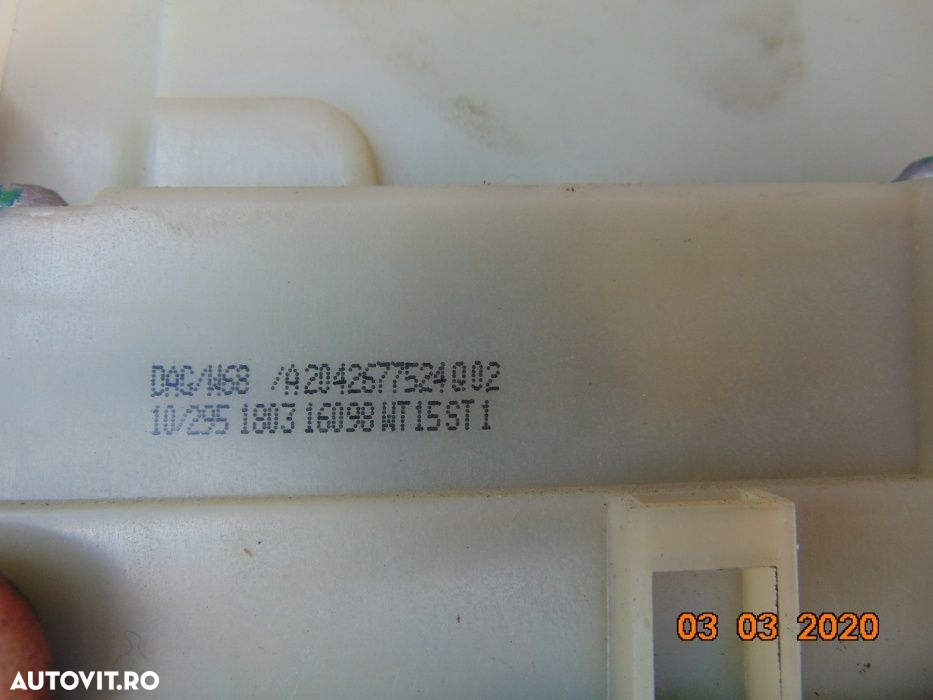 DAG/W68 /A2042677524Q02
10/295 1803 16098 WT15ST1
03 03 2020
AUTOVIT.RO